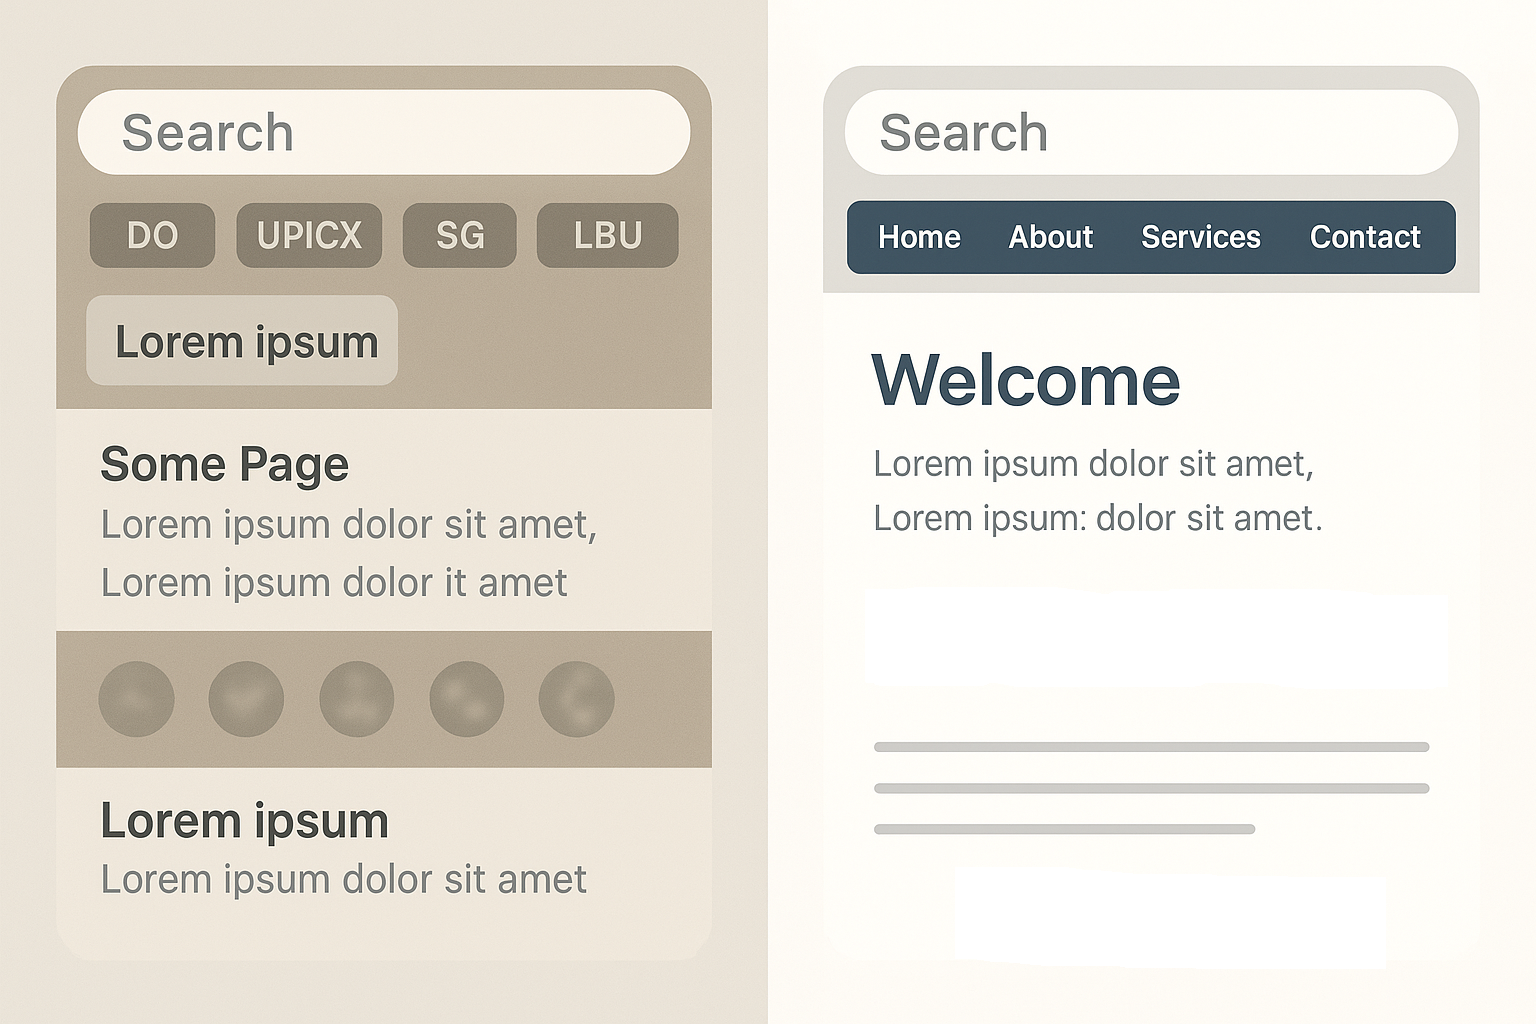 Search
DO UPICX SG LBU
Lorem ipsum
Some Page
Lorem ipsum dolor sit amet,
Lorem ipsum dolor it amet
Lorem ipsum
Lorem ipsum dolor sit amet
Search
Home About Services Contact
Welcome
Lorem ipsum dolor sit amet,
Lorem ipsum: dolor sit amet.